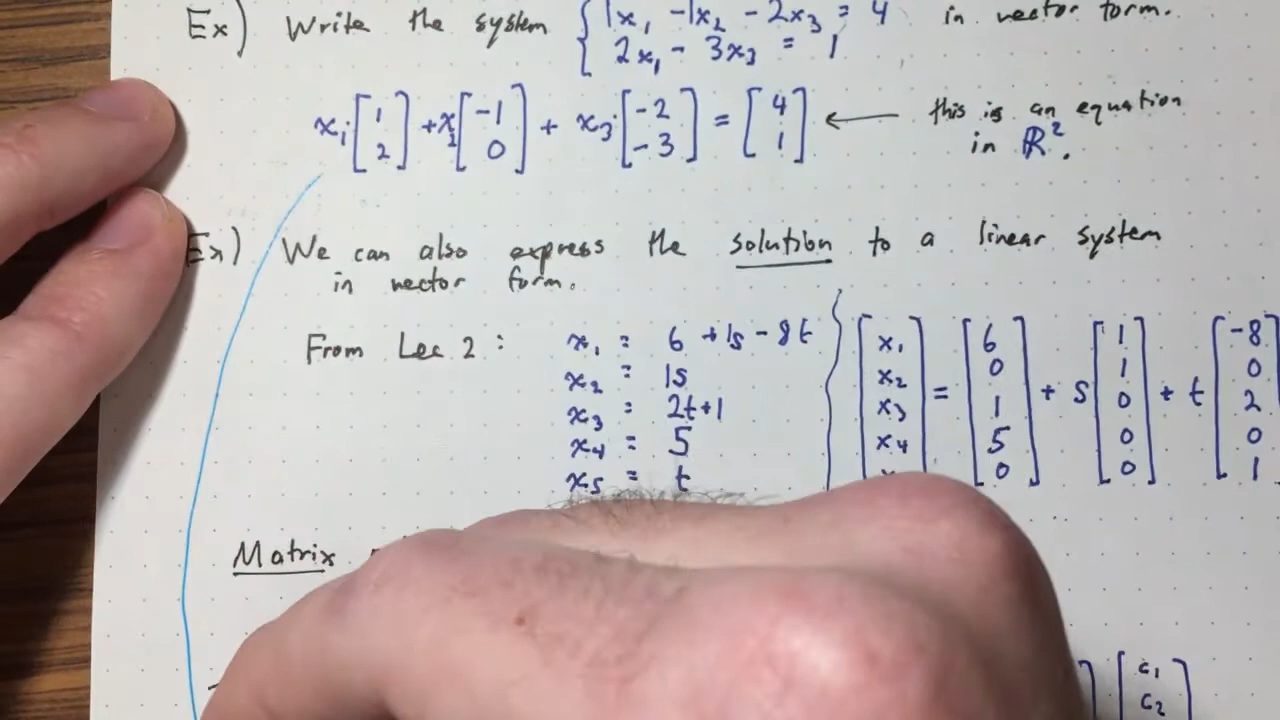 Ex) Write the system { 1x₁ - 1x₂ - 2x₃ = 4 in vector form.
2x₁ - 3x₃ = 1
x₁ [1 2] + x₂ [-1 0] + x₃ [-2 -3] = [4 1] ← this is an equation
in ℝ².
Ex) We can also express the solution to a linear system
in vector form.
From Lec 2 : x₁ = 6 + 1s - 8t [x₁ x₂ x₃ x₄] = [6 0 1 5 0] + s [1 1 0 0 0] + t [-8 0 2 0 1]
x₂ = 1s
x₃ = 2t+1
x₄ = 5
x₅ = t
Matrix
[c₁ c₂